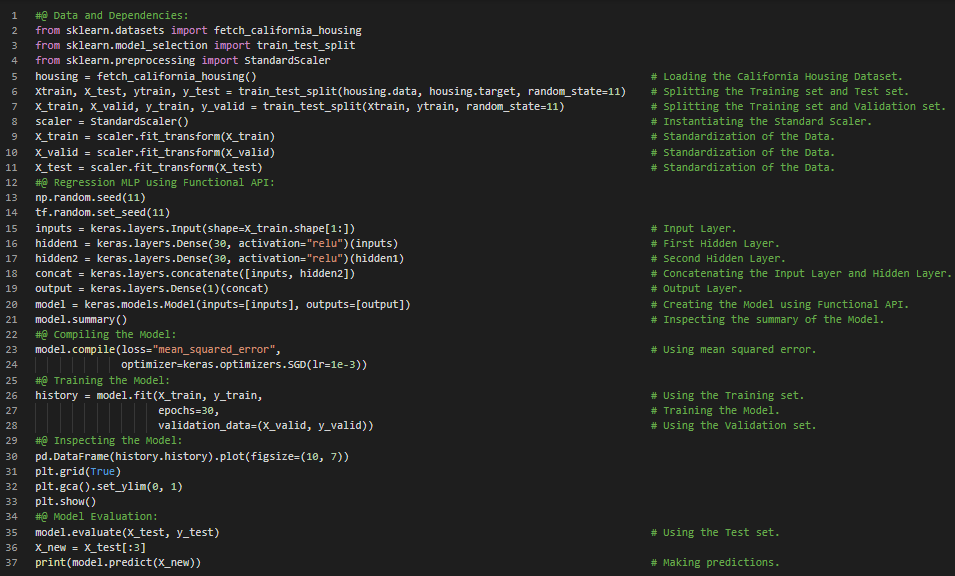 1 #@ Data and Dependencies:
2 from sklearn.datasets import fetch_california_housing
3 from sklearn.model_selection import train_test_split
4 from sklearn.preprocessing import StandardScaler
5 housing = fetch_california_housing() # Loading the California Housing Dataset.
6 Xtrain, X_test, ytrain, y_test = train_test_split(housing.data, housing.target, random_state=11) # Splitting the Training set and Test set.
7 X_train, X_valid, y_train, y_valid = train_test_split(Xtrain, ytrain, random_state=11) # Splitting the Training set and Validation set.
8 scaler = StandardScaler() # Instantiating the Standard Scaler.
9 X_train = scaler.fit_transform(X_train) # Standardization of the Data.
10 X_valid = scaler.fit_transform(X_valid) # Standardization of the Data.
11 X_test = scaler.fit_transform(X_test) # Standardization of the Data.
12 #@ Regression MLP using Functional API:
13 np.random.seed(11)
14 tf.random.set_seed(11)
15 inputs = keras.layers.Input(shape=X_train.shape[1:]) # Input Layer.
16 hidden1 = keras.layers.Dense(30, activation="relu")(inputs) # First Hidden Layer.
17 hidden2 = keras.layers.Dense(30, activation="relu")(hidden1) # Second Hidden Layer.
18 concat = keras.layers.concatenate([inputs, hidden2]) # Concatenating the Input Layer and Hidden Layer.
19 output = keras.layers.Dense(1)(concat) # Output Layer.
20 model = keras.models.Model(inputs=[inputs], outputs=[output]) # Creating the Model using Functional API.
21 model.summary() # Inspecting the summary of the Model.
22 #@ Compiling the Model:
23 model.compile(loss="mean_squared_error", # Using mean squared error.
24 optimizer=keras.optimizers.SGD(lr=1e-3))
25 #@ Training the Model:
26 history = model.fit(X_train, y_train, # Using the Training set.
27 epochs=30, # Training the Model.
28 validation_data=(X_valid, y_valid)) # Using the Validation set.
29 #@ Inspecting the Model:
30 pd.DataFrame(history.history).plot(figsize=(10, 7))
31 plt.grid(True)
32 plt.gca().set_ylim(0, 1)
33 plt.show()
34 #@ Model Evaluation:
35 model.evaluate(X_test, y_test) # Using the Test set.
36 X_new = X_test[:3]
37 print(model.predict(X_new)) # Making predictions.